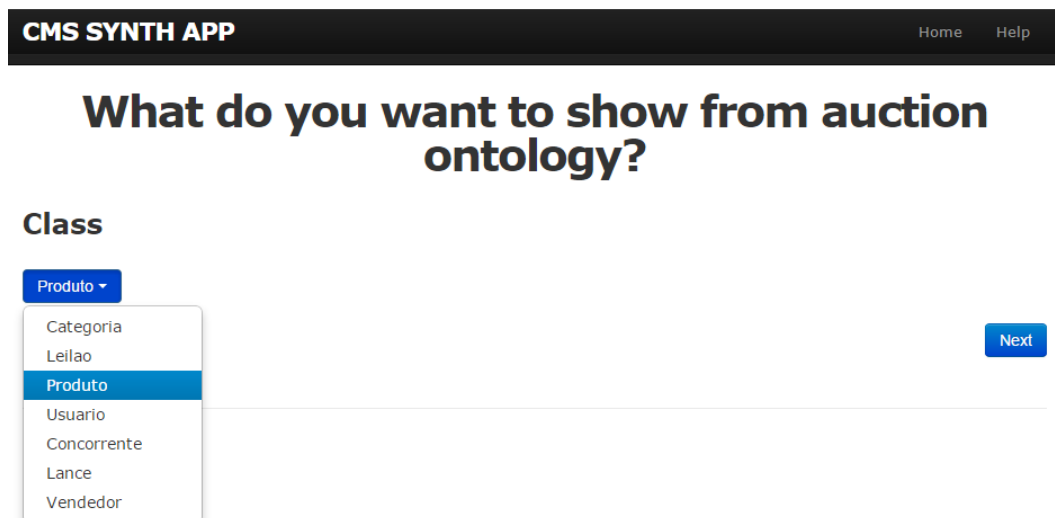 CMS SYNTH APP
Home
Help
What do you want to show from auction
ontology?
Class
Produto
Categoria
Leilao
Produto
Usuario
Concorrente
Lance
Vendedor
Next